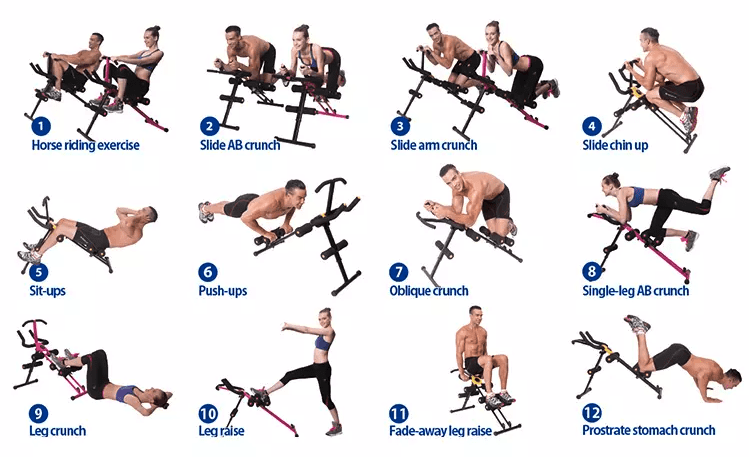 1
Horse riding exercise
2
Slide AB crunch
3
Slide arm crunch
4
Slide chin up
5
Sit-ups
6
Push-ups
7
Oblique crunch
8
Single-leg AB crunch
9
Leg crunch
10
Leg raise
11
Fade-away leg raise
12
Prostrate stomach crunch